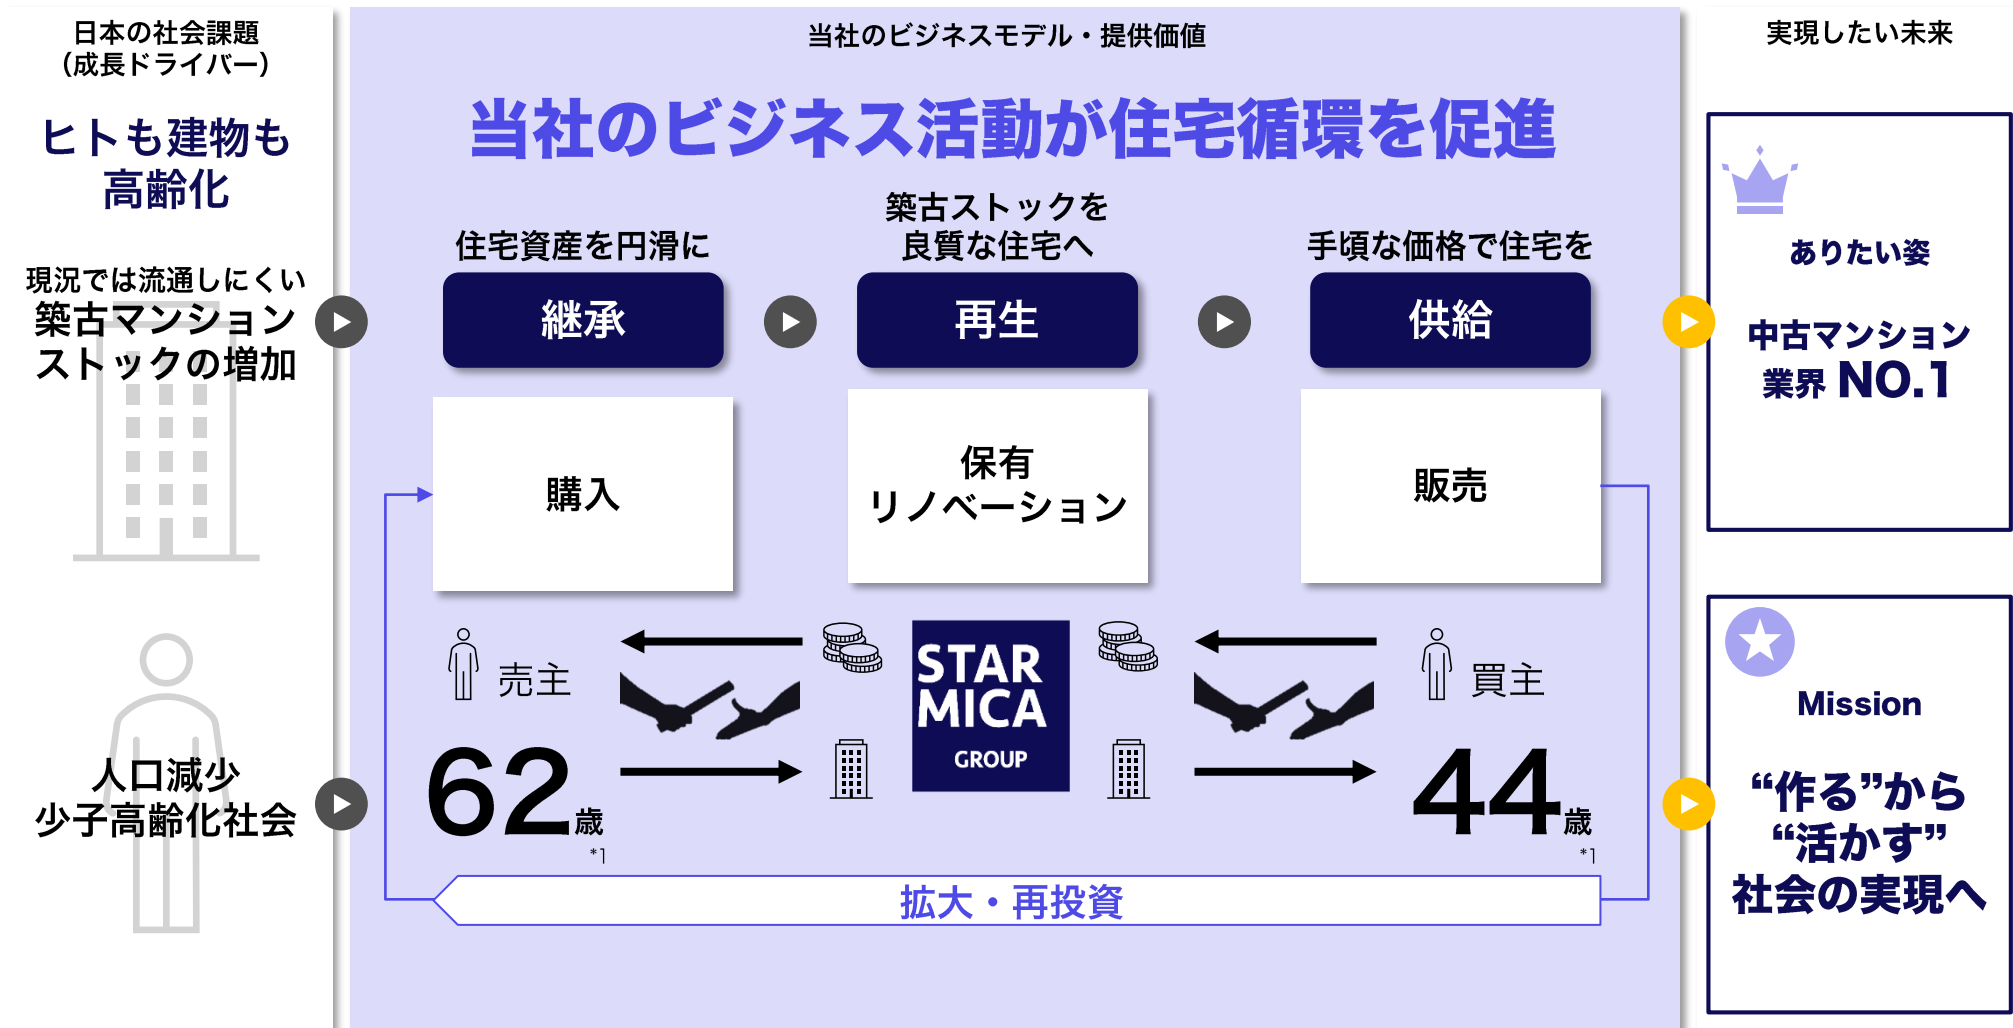 日本の社会課題
（成長ドライバー）
ヒトも建物も
高齢化
現況では流通しにくい
築古マンション
ストックの増加
人口減少
少子高齢化社会
当社のビジネスモデル・提供価値
当社のビジネス活動が住宅循環を促進
住宅資産を円滑に
継承
購入
築古ストックを
良質な住宅へ
再生
保有
リノベーション
手頃な価格で住宅を
供給
販売
売主
62歳
*1
STAR
MICA
GROUP
買主
44歳
*1
拡大・再投資
実現したい未来
ありたい姿
中古マンション
業界 NO.1
Mission
“作る”から
“活かす”
社会の実現へ